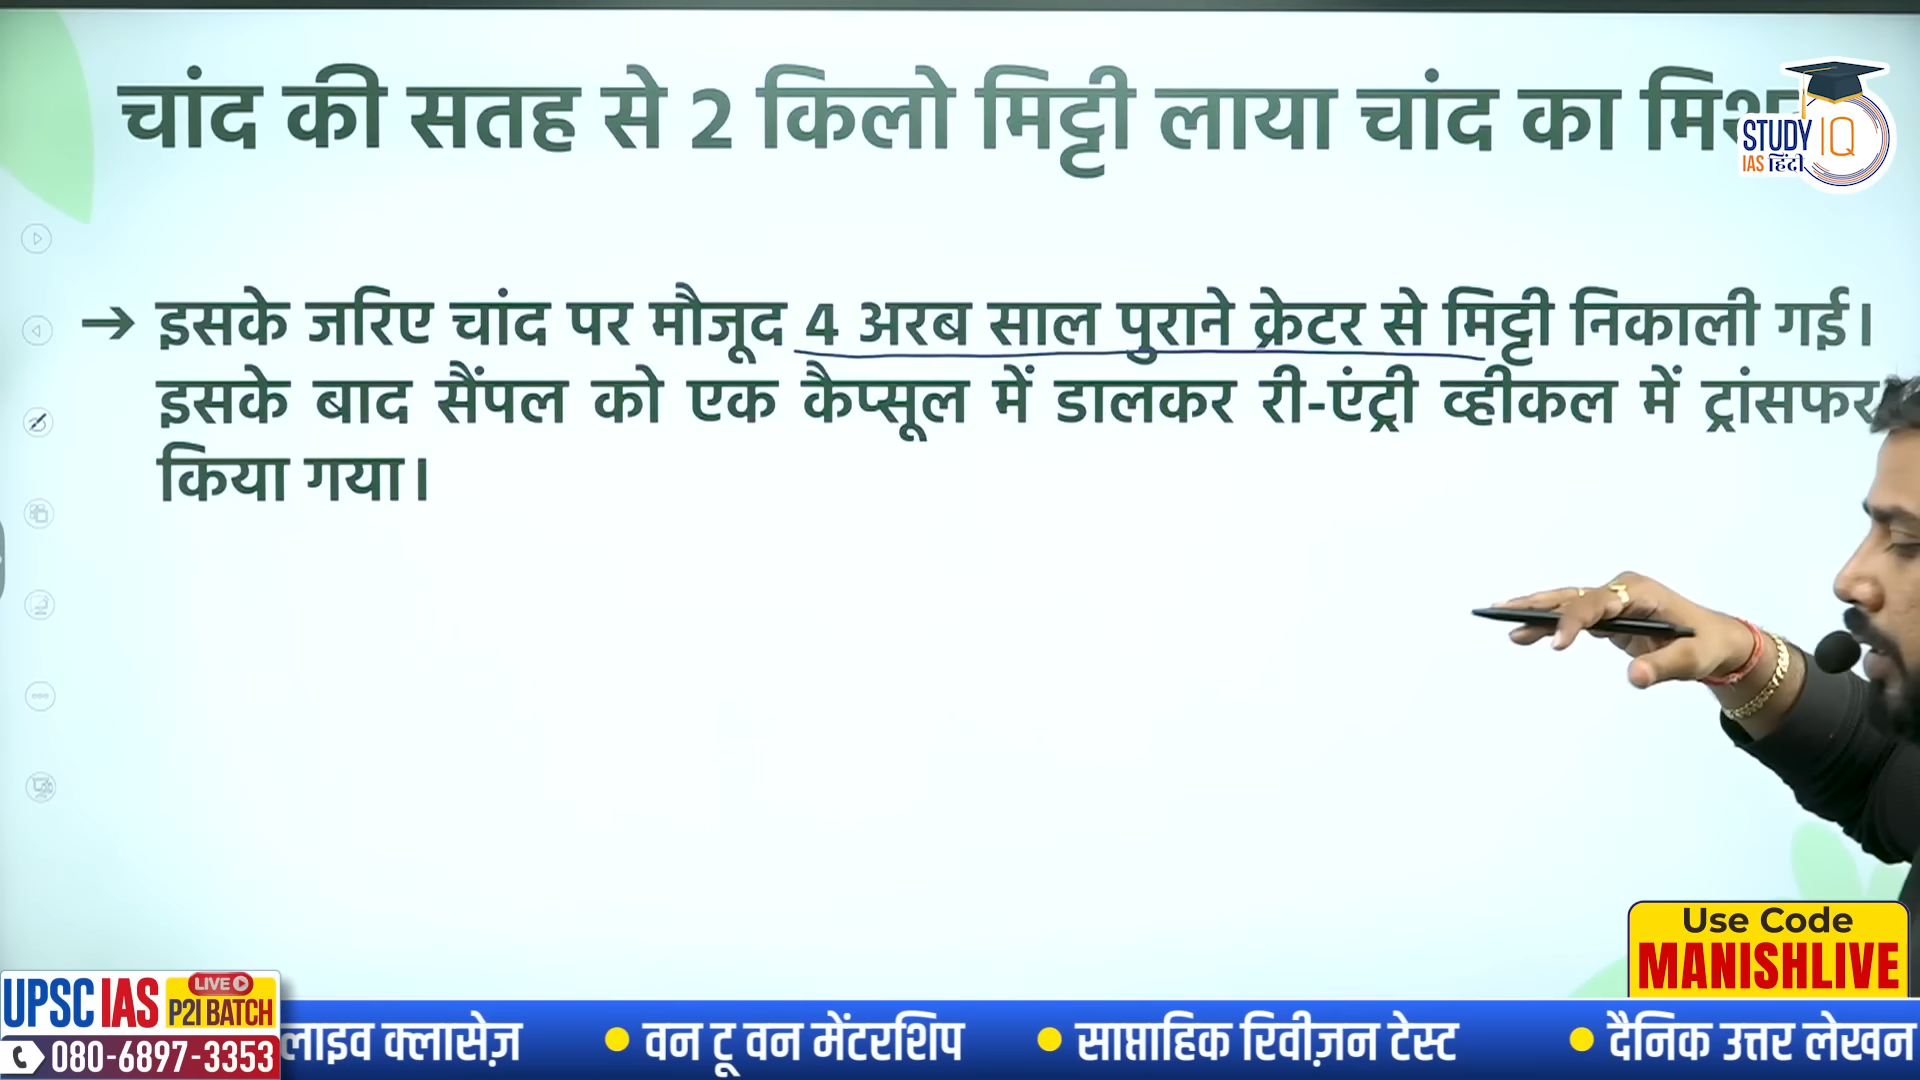 चांद की सतह से 2 किलो मिट्टी लाया चांद का
STUDY IQ
IAS हिंदी
→ इसके जरिए चांद पर मौजूद 4 अरब साल पुराने क्रेटर से मिट्टी निकाली गई।
इसके बाद सैंपल को एक कैप्सूल में डालकर री-एंट्री व्हीकल में ट्रांसफर
किया गया।
Use Code
MANISHLIVE
UPSC IAS LIVE P2I BATCH
080-6897-3353
लाइव क्लासेज़ ● वन टू वन मेंटरशिप ● साप्ताहिक रिवीज़न टेस्ट ● दैनिक उत्तर लेखन